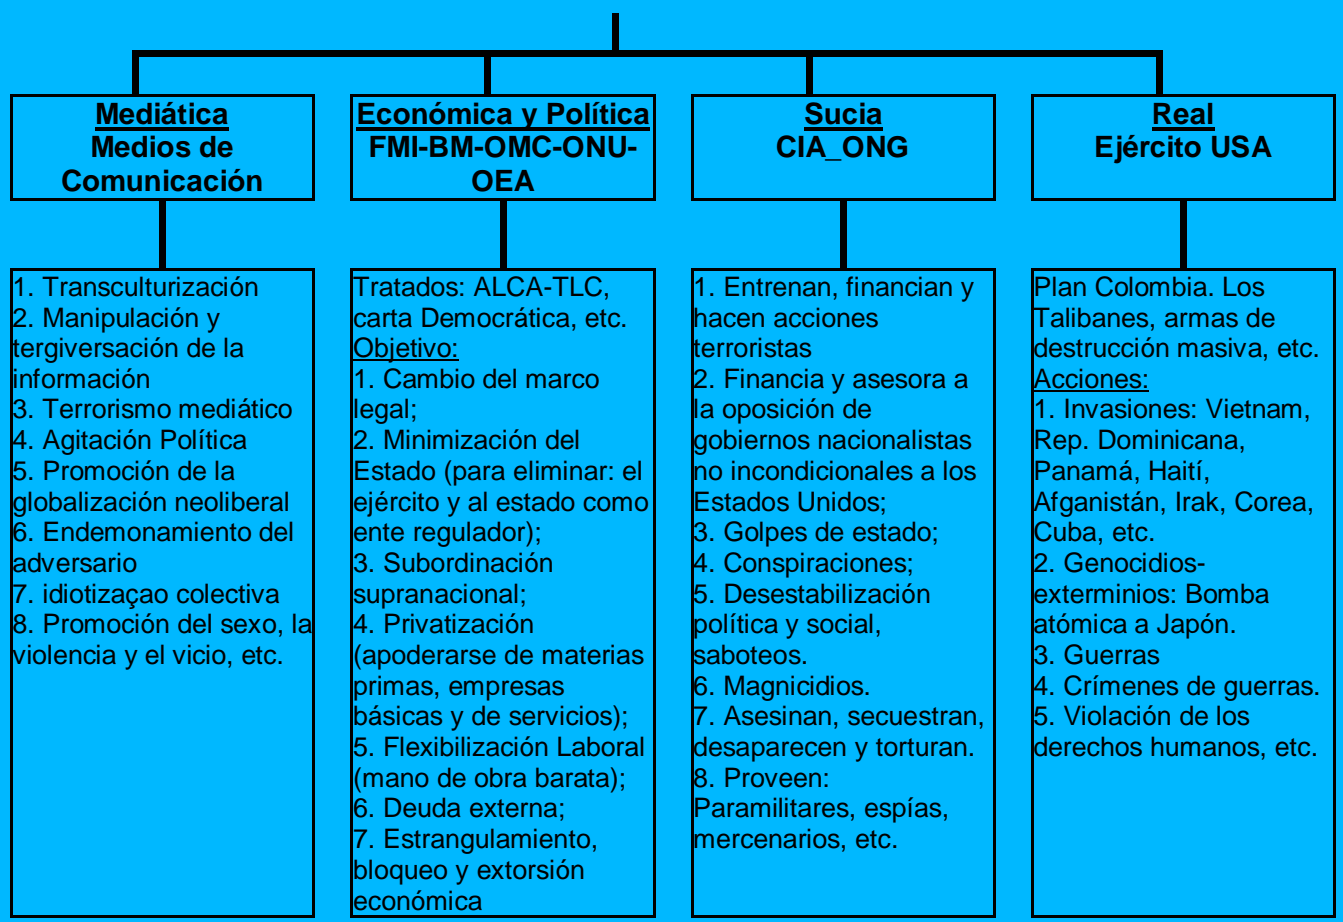 Mediática
Medios de
Comunicación
Económica y Política
FMI-BM-OMC-ONU-
OEA
Sucia
CIA_ONG
Real
Ejército USA
1. Transculturización
2. Manipulación y
tergiversación de la
información
3. Terrorismo mediático
4. Agitación Política
5. Promoción de la
globalización neoliberal
6. Endemonamiento del
adversario
7. idiotizaçao colectiva
8. Promoción del sexo, la
violencia y el vicio, etc.
Tratados: ALCA-TLC,
carta Democrática, etc.
Objetivo:
1. Cambio del marco
legal;
2. Minimización del
Estado (para eliminar: el
ejército y al estado como
ente regulador);
3. Subordinación
supranacional;
4. Privatización
(apoderarse de materias
primas, empresas
básicas y de servicios);
5. Flexibilización Laboral
(mano de obra barata);
6. Deuda externa;
7. Estrangulamiento,
bloqueo y extorsión
económica
1. Entrenan, financian y
hacen acciones
terroristas
2. Financia y asesora a
la oposición de
gobiernos nacionalistas
no incondicionales a los
Estados Unidos;
3. Golpes de estado;
4. Conspiraciones;
5. Desestabilización
política y social,
saboteos.
6. Magnicidios.
7. Asesinan, secuestran,
desaparecen y torturan.
8. Proveen:
Paramilitares, espías,
mercenarios, etc.
Plan Colombia. Los
Talibanes, armas de
destrucción masiva, etc.
Acciones:
1. Invasiones: Vietnam,
Rep. Dominicana,
Panamá, Haití,
Afganistán, Irak, Corea,
Cuba, etc.
2. Genocidios-
exterminios: Bomba
atómica a Japón.
3. Guerras
4. Crímenes de guerras.
5. Violación de los
derechos humanos, etc.